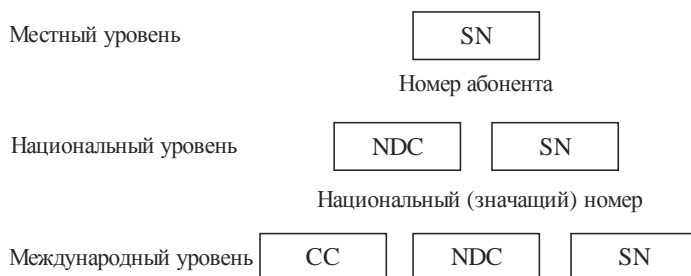 Местный уровень SN
Номер абонента
Национальный уровень NDC SN
Национальный (значащий) номер
Международный уровень CC NDC SN